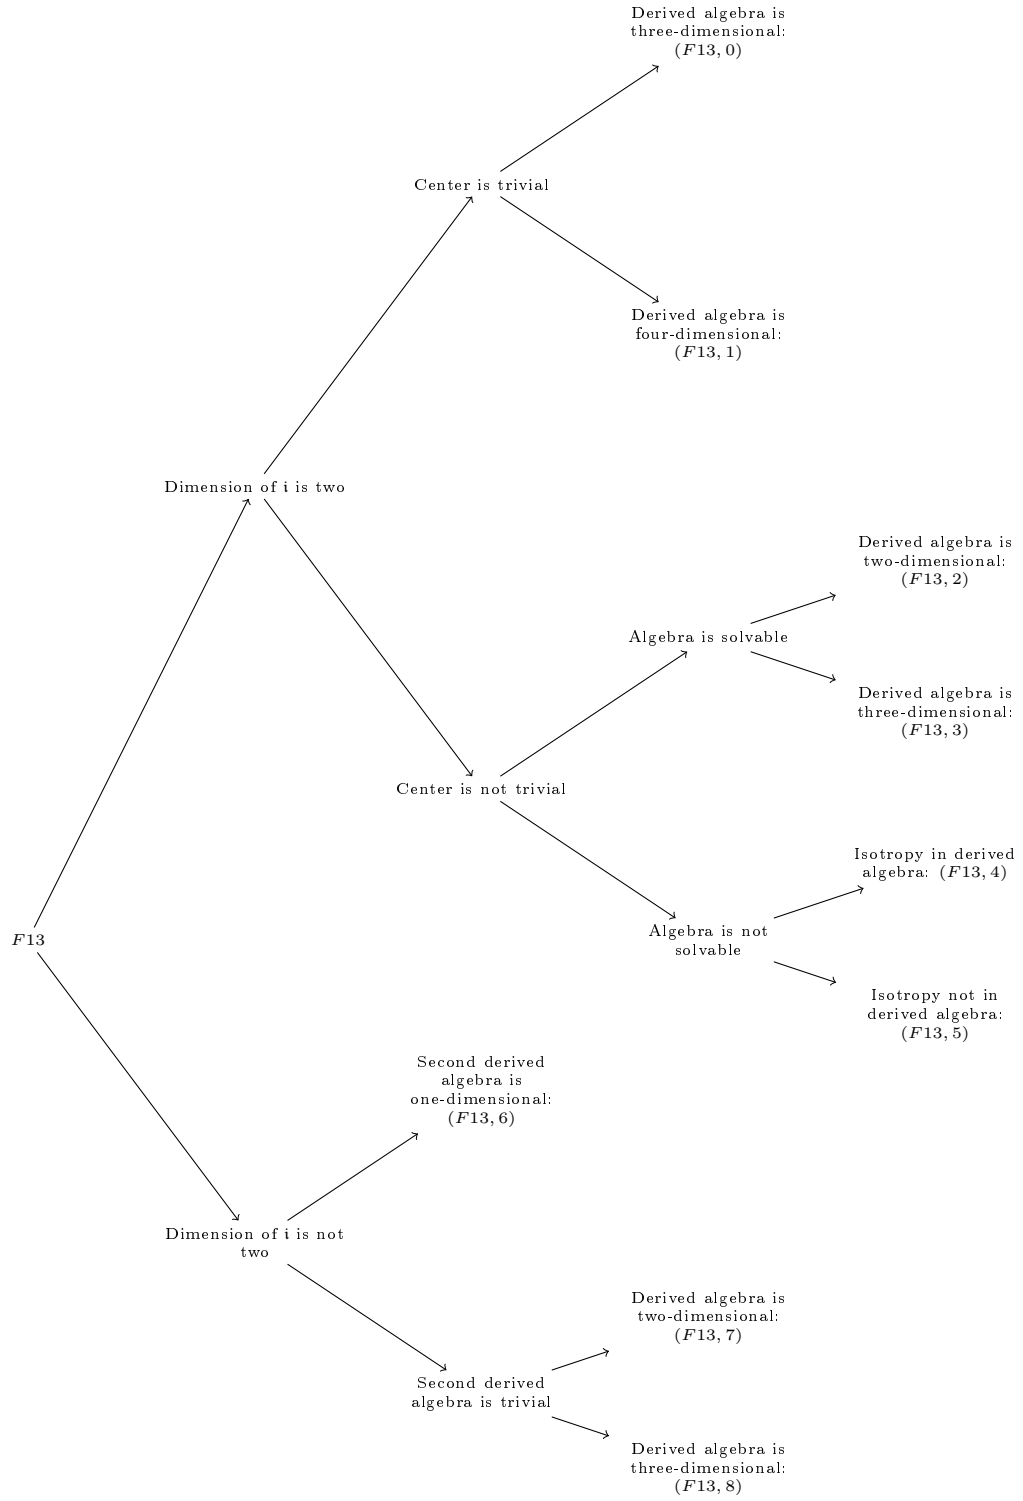 Derived algebra is
three-dimensional:
(F13, 0)
Center is trivial
Derived algebra is
four-dimensional:
(F13, 1)
Dimension of 𝔦 is two
Derived algebra is
two-dimensional:
(F13, 2)
Algebra is solvable
Derived algebra is
three-dimensional:
(F13, 3)
Center is not trivial
Isotropy in derived
algebra: (F13, 4)
Algebra is not
solvable
Isotropy not in
derived algebra:
(F13, 5)
F13
Second derived
algebra is
one-dimensional:
(F13, 6)
Dimension of 𝔦 is not
two
Derived algebra is
two-dimensional:
(F13, 7)
Second derived
algebra is trivial
Derived algebra is
three-dimensional:
(F13, 8)